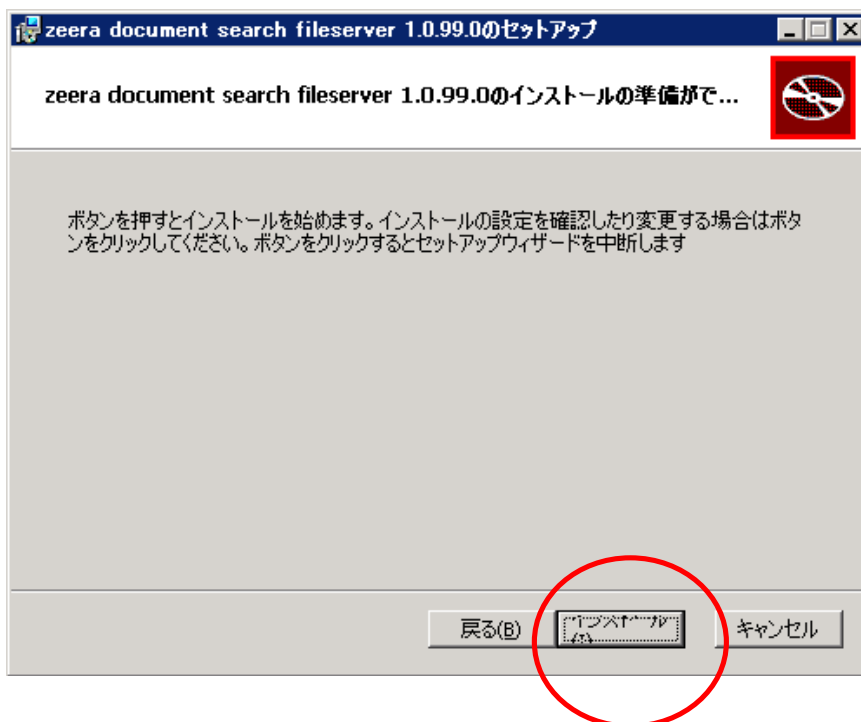 zeera document search fileserver 1.0.99.0のセットアップ
zeera document search fileserver 1.0.99.0のインストールの準備がで...
ボタンを押すとインストールを始めます。インストールの設定を確認したり変更する場合はボタ
ンをクリックしてください。ボタンをクリックするとセットアップウィザードを中断します
戻る(B)
インストール
(I)
キャンセル